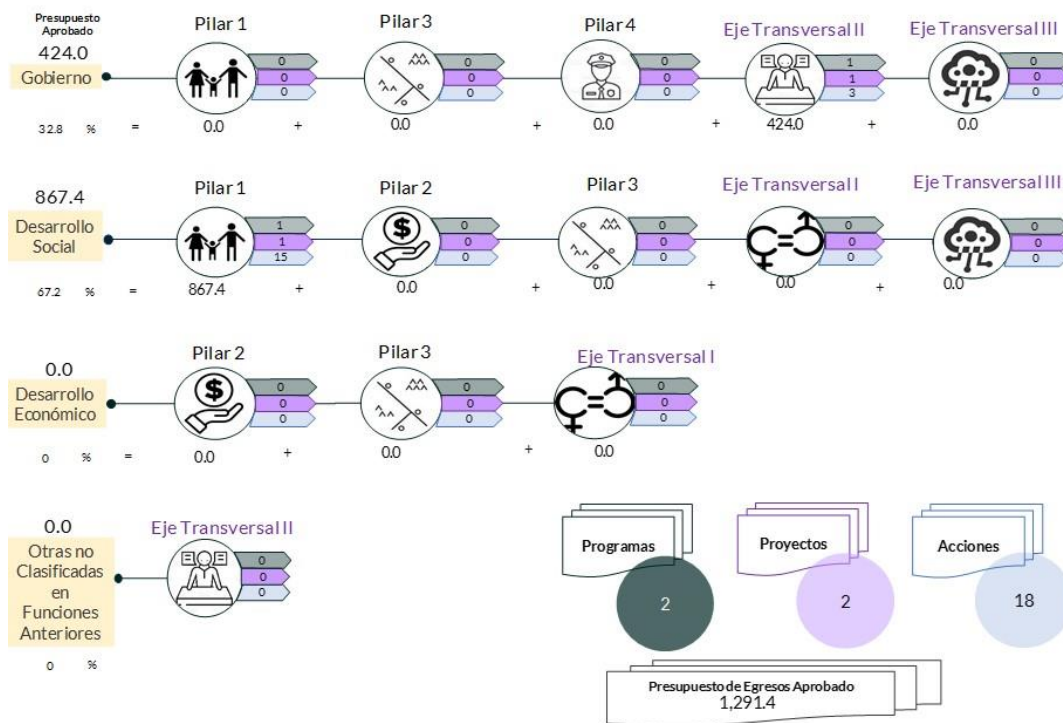 Presupuesto
Aprobado
424.0
Gobierno
32.8 % =
Pilar 1
0
0
0
0.0
+
Pilar 3
0
0
0
0.0
+
Pilar 4
0
0
0
0.0
+
Eje Transversal II
1
1
3
424.0
+
Eje Transversal III
0
0
0
0.0
867.4
Desarrollo
Social
67.2 % =
Pilar 1
1
1
15
867.4
+
Pilar 2
0
0
0
0.0
+
Pilar 3
0
0
0
0.0
+
Eje Transversal I
0
0
0
0.0
+
Eje Transversal III
0
0
0
0.0
0.0
Desarrollo
Económico
0 % =
Pilar 2
0
0
0
0.0
+
Pilar 3
0
0
0
0.0
+
Eje Transversal I
0
0
0
0.0
0.0
Otras no
Clasificadas
en
Funciones
Anteriores
0 %
Eje Transversal II
0
0
0
Programas
2
Proyectos
2
Acciones
18
Presupuesto de Egresos Aprobado
1,291.4